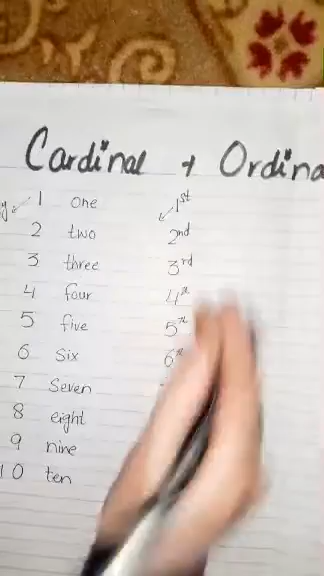 Cardinal + Ordina
y:
1 one 1st
2 two 2nd
3 three 3rd
4 four 4th
5 five 5th
6 Six 6th
7 Seven
8 eight
9 nine
10 ten